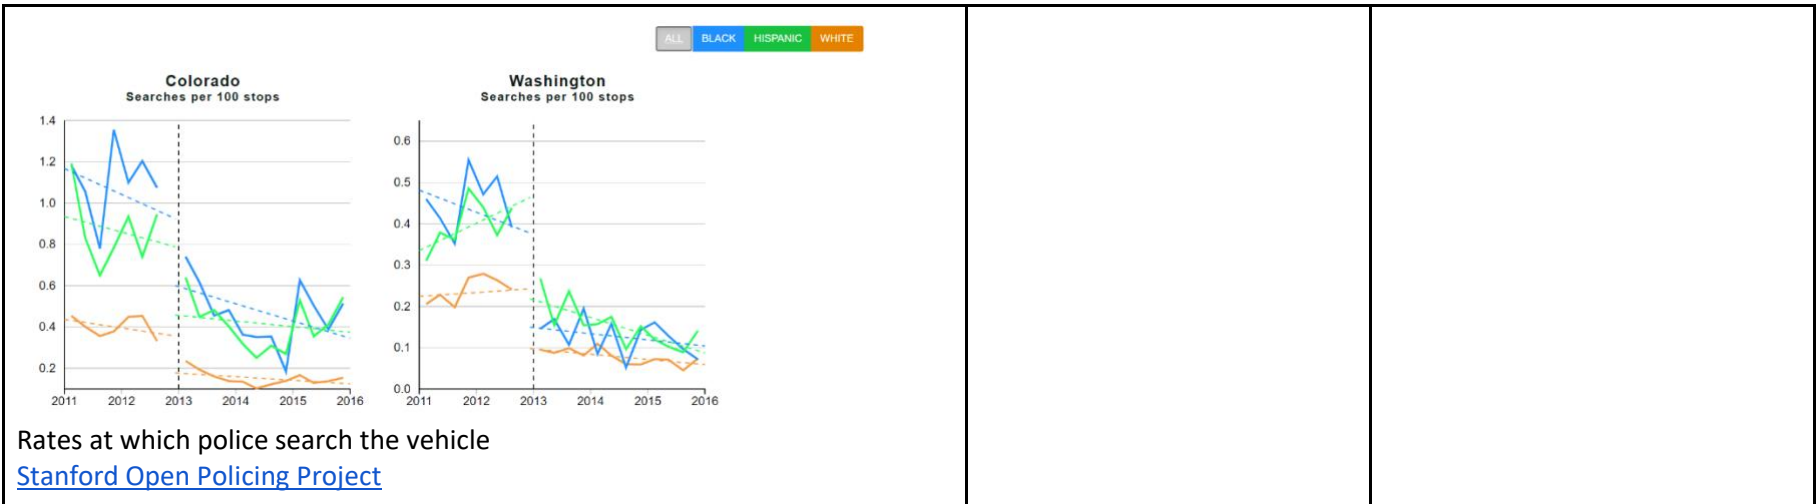 ALL BLACK HISPANIC WHITE
Colorado
Searches per 100 stops
1.4
1.2
1.0
0.8
0.6
0.4
0.2
2011 2012 2013 2014 2015 2016
Washington
Searches per 100 stops
0.6
0.5
0.4
0.3
0.2
0.1
0.0
2011 2012 2013 2014 2015 2016
Rates at which police search the vehicle
Stanford Open Policing Project